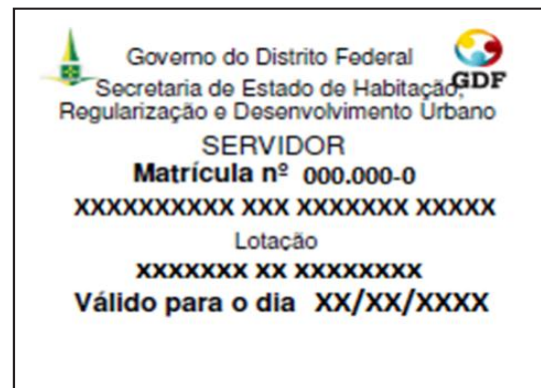 Governo do Distrito Federal
GDF
Secretaria de Estado de Habitação,
Regularização e Desenvolvimento Urbano
SERVIDOR
Matrícula nº 000.000-0
XXXXXXXXXX XXX XXXXXXX XXXXX
Lotação
XXXXXXX XX XXXXXXXX
Válido para o dia XX/XX/XXXX